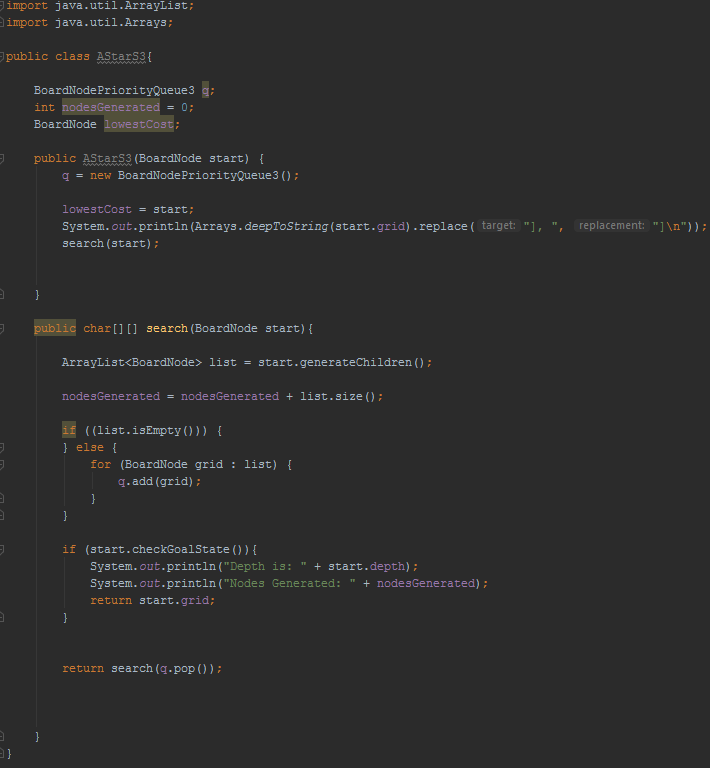 import java.util.ArrayList;
import java.util.Arrays;
public class AStarS3{
BoardNodePriorityQueue3 q;
int nodesGenerated = 0;
BoardNode lowestCost;
public AStarS3(BoardNode start) {
q = new BoardNodePriorityQueue3();
lowestCost = start;
System.out.println(Arrays.deepToString(start.grid).replace( target: "], ", replacement: "]\n"));
search(start);
}
public char[][] search(BoardNode start){
ArrayList<BoardNode> list = start.generateChildren();
nodesGenerated = nodesGenerated + list.size();
if ((list.isEmpty())) {
} else {
for (BoardNode grid : list) {
q.add(grid);
}
}
if (start.checkGoalState()){
System.out.println("Depth is: " + start.depth);
System.out.println("Nodes Generated: " + nodesGenerated);
return start.grid;
}
return search(q.pop());
}
}